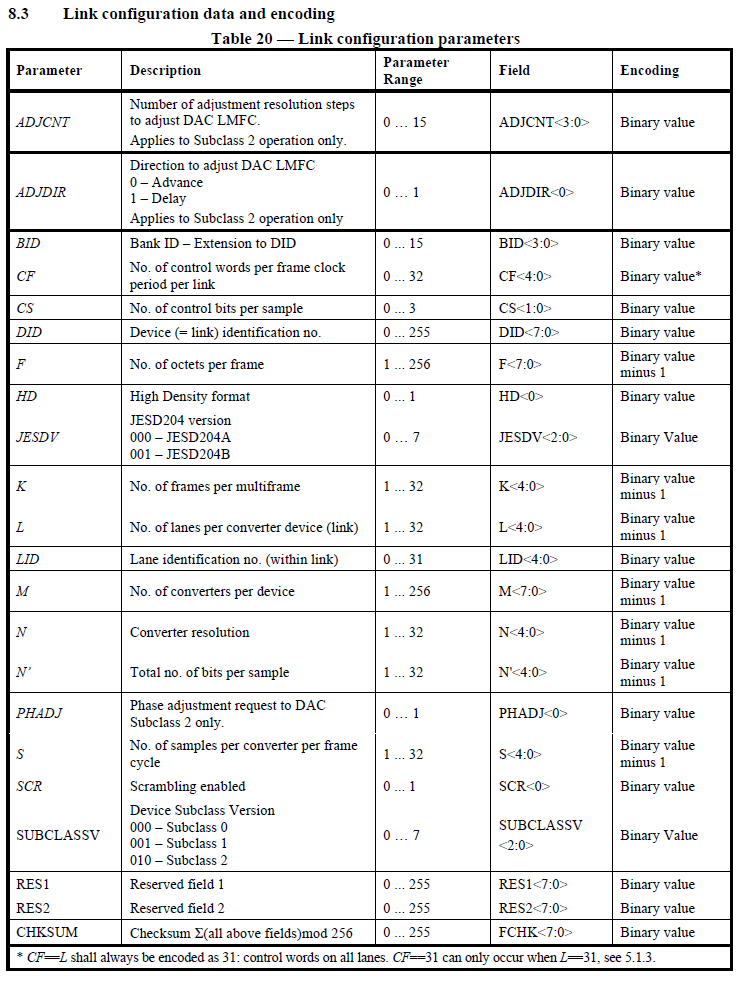 8.3 Link configuration data and encoding
Table 20 — Link configuration parameters
Parameter Description Parameter Range Field Encoding
ADJCNT Number of adjustment resolution steps to adjust DAC LMFC. Applies to Subclass 2 operation only. 0 … 15 ADJCNT<3:0> Binary value
ADJDIR Direction to adjust DAC LMFC 0 – Advance 1 – Delay Applies to Subclass 2 operation only 0 … 1 ADJDIR<0> Binary value
BID Bank ID – Extension to DID 0 ... 15 BID<3:0> Binary value
CF No. of control words per frame clock period per link 0 ... 32 CF<4:0> Binary value*
CS No. of control bits per sample 0 ... 3 CS<1:0> Binary value
DID Device (= link) identification no. 0 ... 255 DID<7:0> Binary value
F No. of octets per frame 1 ... 256 F<7:0> Binary value minus 1
HD High Density format 0 ... 1 HD<0> Binary value
JESDV JESD204 version 000 – JESD204A 001 – JESD204B 0 … 7 JESDV<2:0> Binary Value
K No. of frames per multiframe 1 ... 32 K<4:0> Binary value minus 1
L No. of lanes per converter device (link) 1 ... 32 L<4:0> Binary value minus 1
LID Lane identification no. (within link) 0 ... 31 LID<4:0> Binary value
M No. of converters per device 1 ... 256 M<7:0> Binary value minus 1
N Converter resolution 1 ... 32 N<4:0> Binary value minus 1
N’ Total no. of bits per sample 1 ... 32 N'<4:0> Binary value minus 1
PHADJ Phase adjustment request to DAC Subclass 2 only. 0 … 1 PHADJ<0> Binary value
S No. of samples per converter per frame cycle 1 ... 32 S<4:0> Binary value minus 1
SCR Scrambling enabled 0 ... 1 SCR<0> Binary value
SUBCLASSV Device Subclass Version 000 – Subclass 0 001 – Subclass 1 010 – Subclass 2 0 … 7 SUBCLASSV <2:0> Binary Value
RES1 Reserved field 1 0 ... 255 RES1<7:0> Binary value
RES2 Reserved field 2 0 ... 255 RES2<7:0> Binary value
CHKSUM Checksum Σ(all above fields)mod 256 0 ... 255 FCHK<7:0> Binary value
* CF==L shall always be encoded as 31: control words on all lanes. CF==31 can only occur when L==31, see 5.1.3.